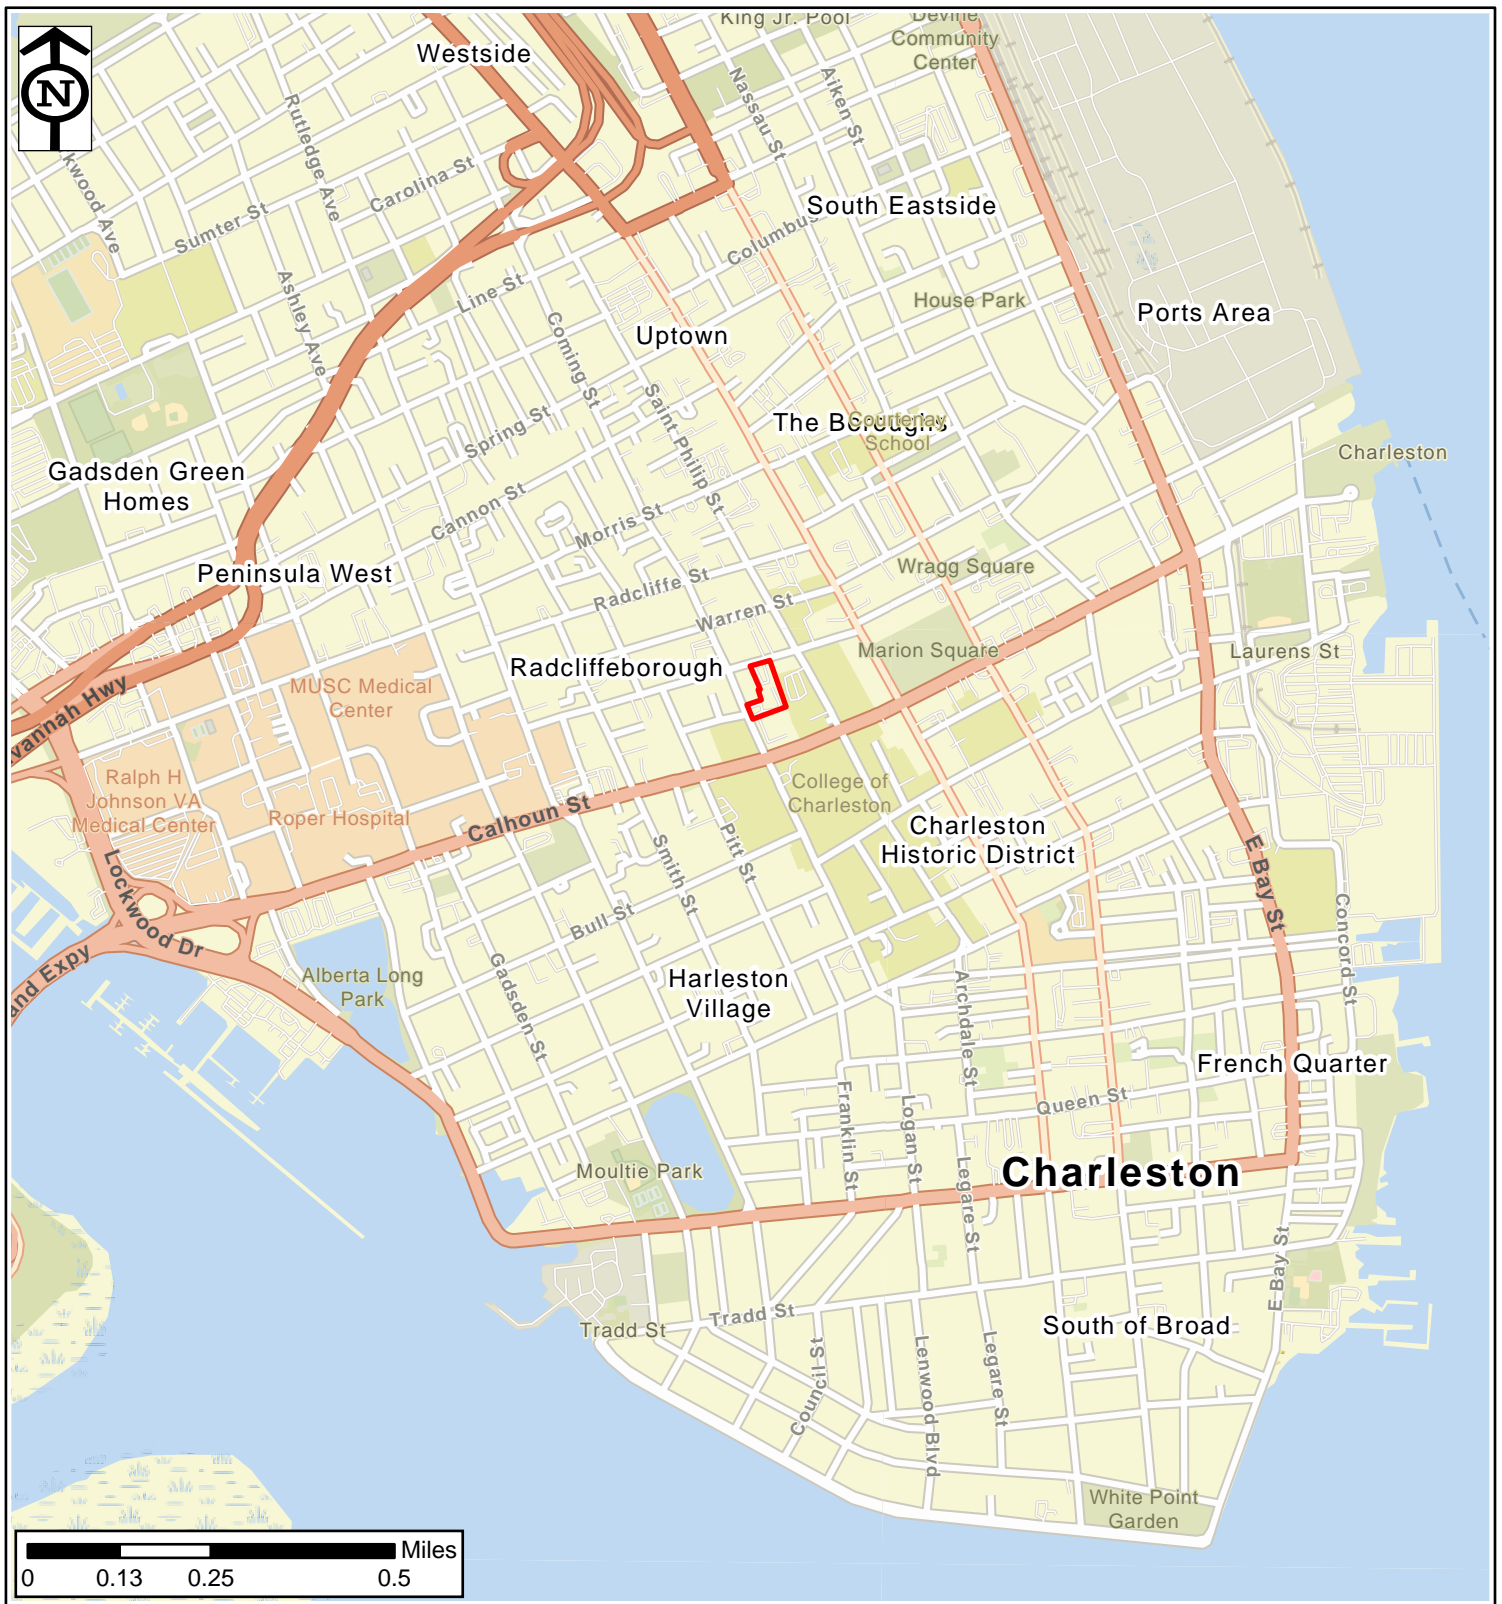 King Jr. Pool
Devine
Community
Center
Westside
N
Nassau St
Aiken St
Rutledge Ave
kwood Ave
Carolina St
Sumter St
South Eastside
Columbus
Ashley Ave
Line St
House Park
Ports Area
Coming St
Uptown
Saint Philip St
Spring St
The Boroughs
Courtenay
School
Charleston
Gadsden Green
Homes
Cannon St
Morris St
Peninsula West
Wragg Square
Radcliffe St
Warren St
Marion Square
Laurens St
Radcliffeborough
MUSC Medical
Center
vannah Hwy
Ralph H
Johnson VA
Medical Center
Roper Hospital
Calhoun St
College of
Charleston
Charleston
Historic District
Pitt St
Smith St
E Bay St
Lockwood Dr
Bull St
Concord St
and Expy
Alberta Long
Park
Harleston
Village
Gadsden St
Archdale St
French Quarter
Franklin St
Logan St
Queen St
Moultie Park
Legare St
Charleston
E Bay St
Tradd St
Tradd St
South of Broad
Council St
Lenwood Blvd
Legare St
White Point
Garden
Miles
0 0.13 0.25 0.5